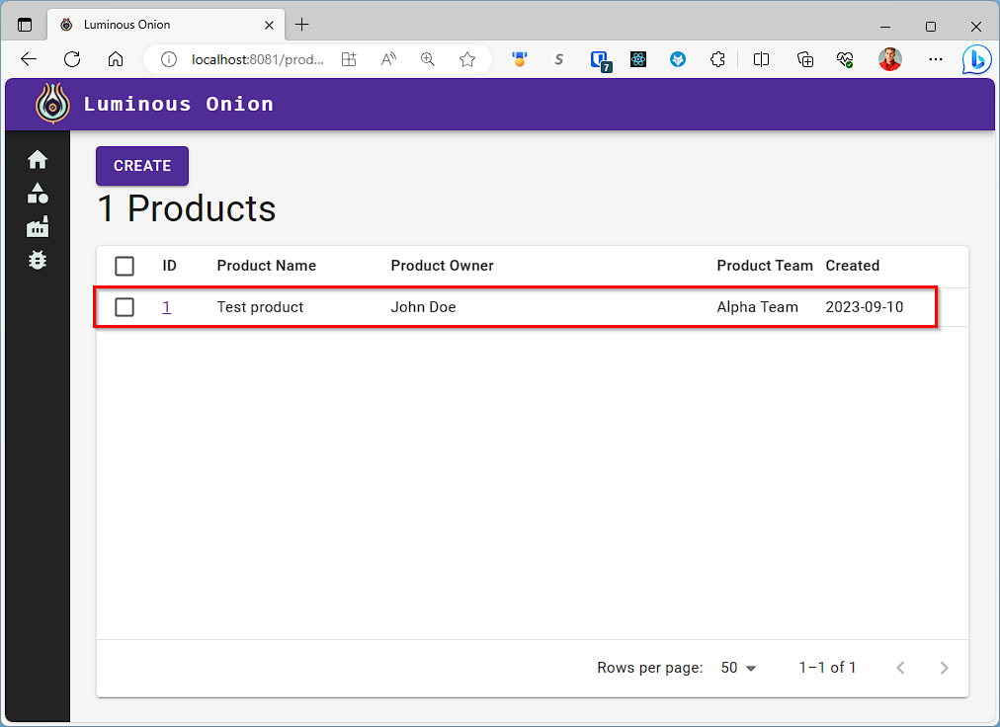 Luminous Onion
localhost:8081/prod...
7
Luminous Onion
CREATE
1 Products
ID Product Name Product Owner Product Team Created
1 Test product John Doe Alpha Team 2023-09-10
Rows per page: 50 1–1 of 1